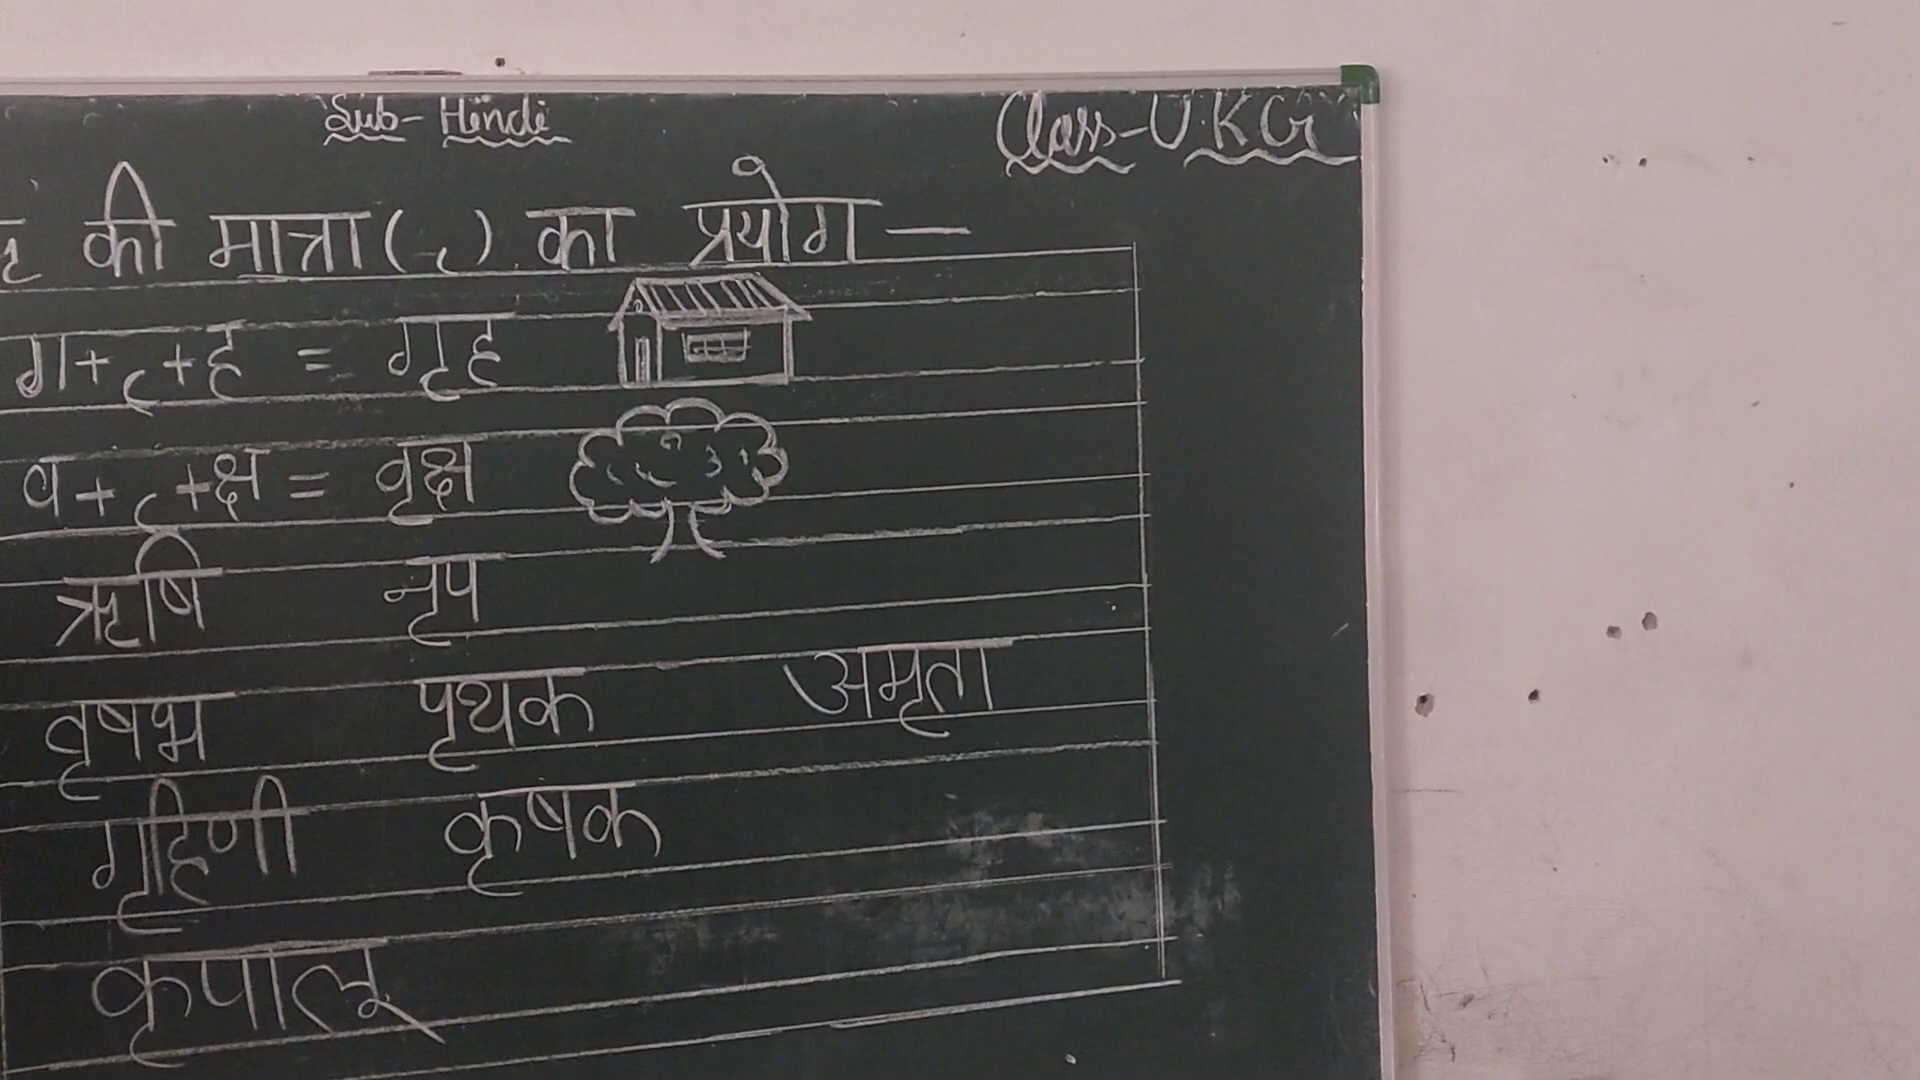 Sub- Hindi
Class-U.K.G
की मात्रा ( ृ ) का प्रयोग —
ग + ृ + ह = गृह
व + ृ + क्ष = वृक्ष
ऋषि नृप
वृषभ पृथक अमृता
गृहिणी कृषक
कृपालू